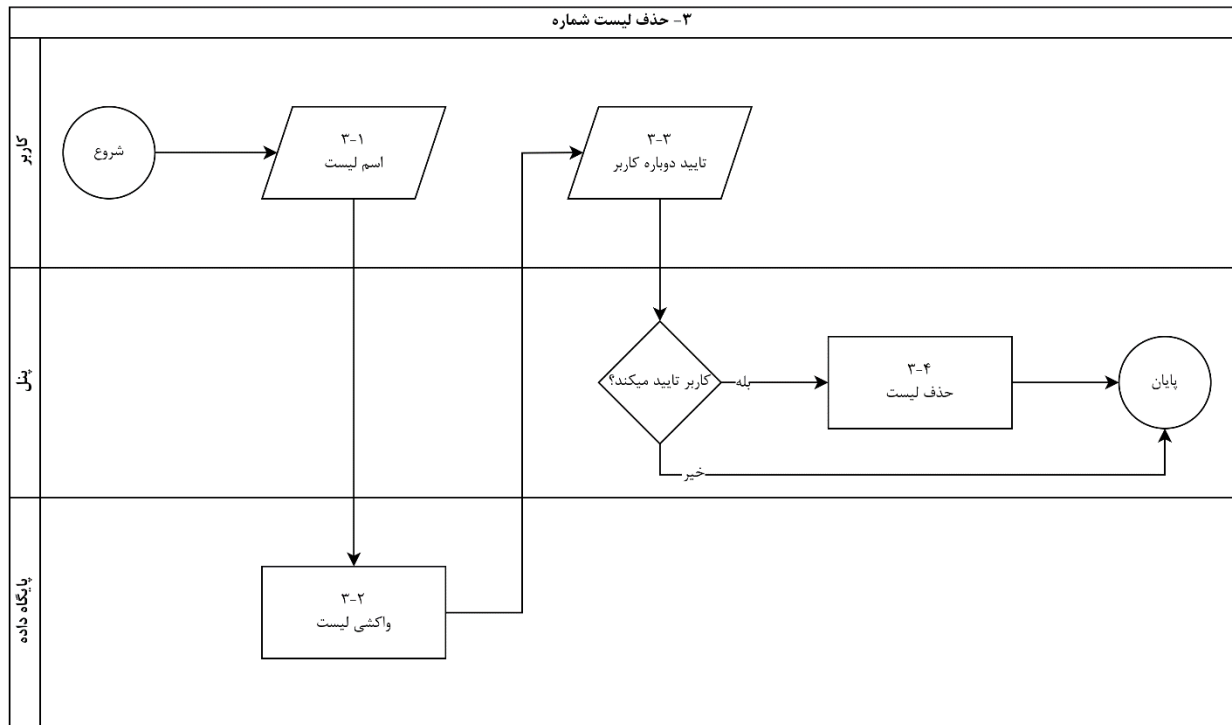 ۳- حذف لیست شماره
کاربر
شروع
۳-۱
اسم لیست
۳-۳
تایید دوباره کاربر
پنل
کاربر تایید میکند؟
بله
۳-۴
حذف لیست
پایان
خیر
پایگاه داده
۳-۲
واکشی لیست